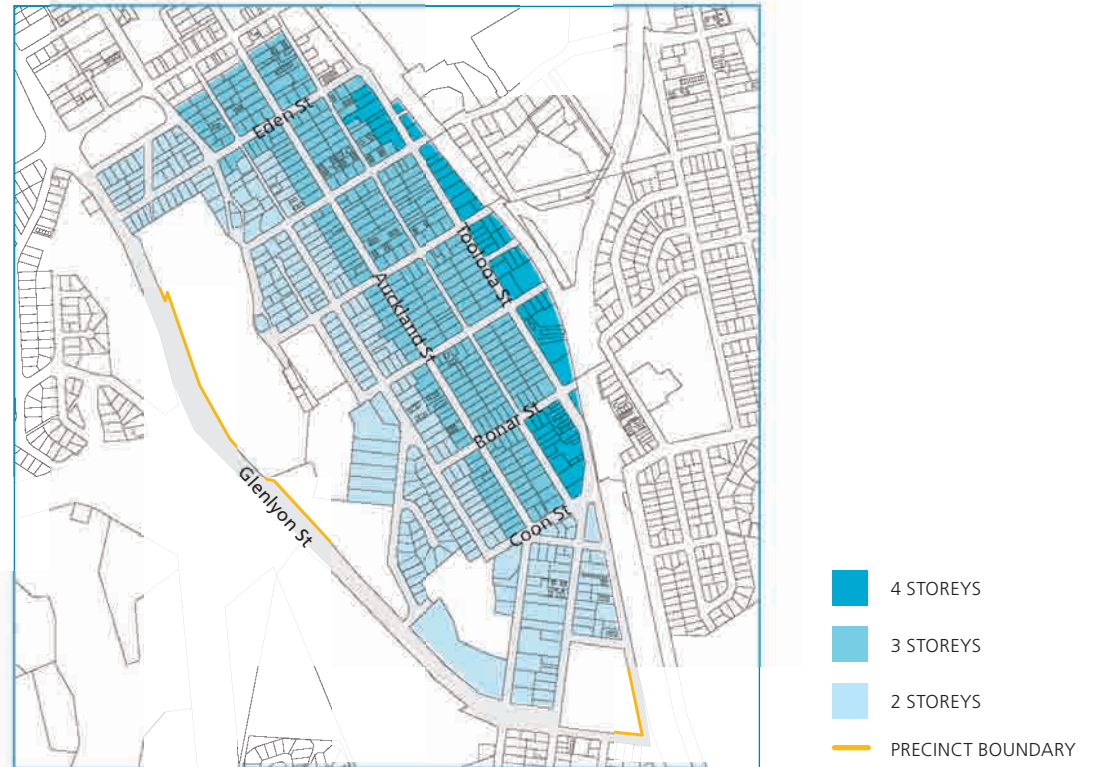 Eden St
Toolooa St
Auckland St
Bonar St
Glenlyon St
Coon St
4 STOREYS
3 STOREYS
2 STOREYS
PRECINCT BOUNDARY